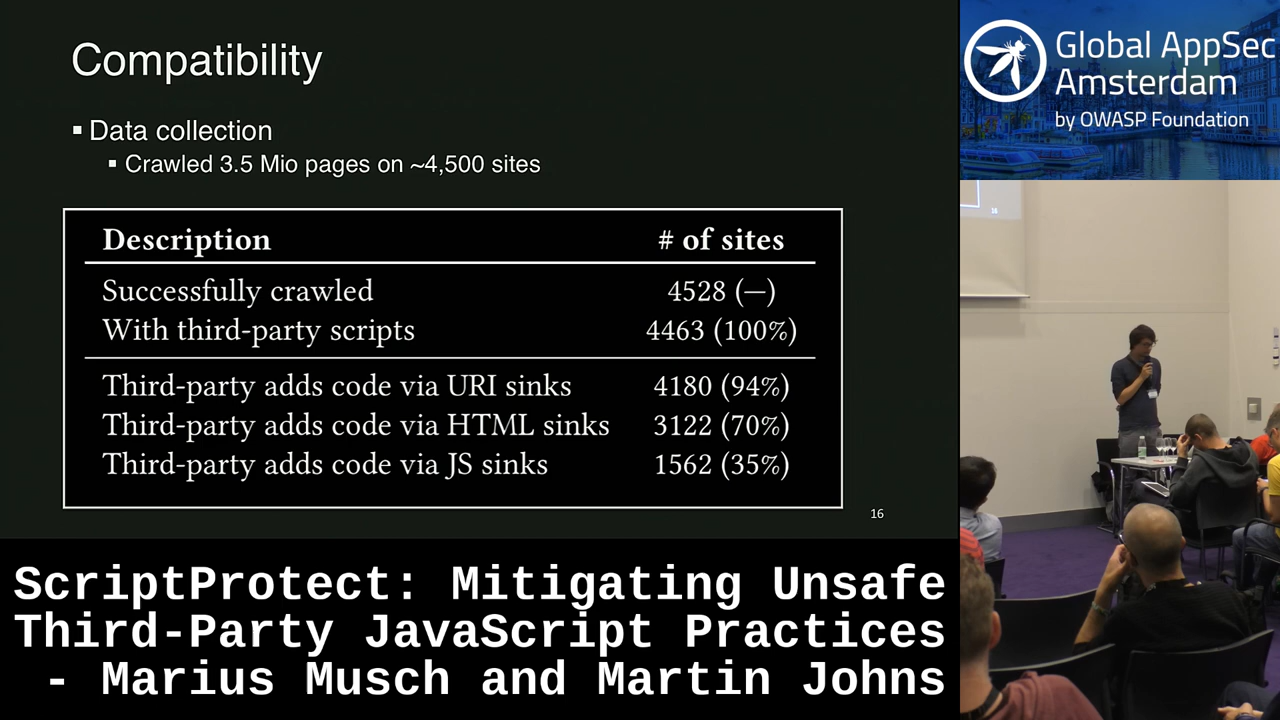 Compatibility
▪ Data collection
▪ Crawled 3.5 Mio pages on ~4,500 sites
Description # of sites
Successfully crawled 4528 (—)
With third-party scripts 4463 (100%)
Third-party adds code via URI sinks 4180 (94%)
Third-party adds code via HTML sinks 3122 (70%)
Third-party adds code via JS sinks 1562 (35%)
16
ScriptProtect: Mitigating Unsafe
Third-Party JavaScript Practices
- Marius Musch and Martin Johns
Global AppSec
Amsterdam
by OWASP Foundation
16